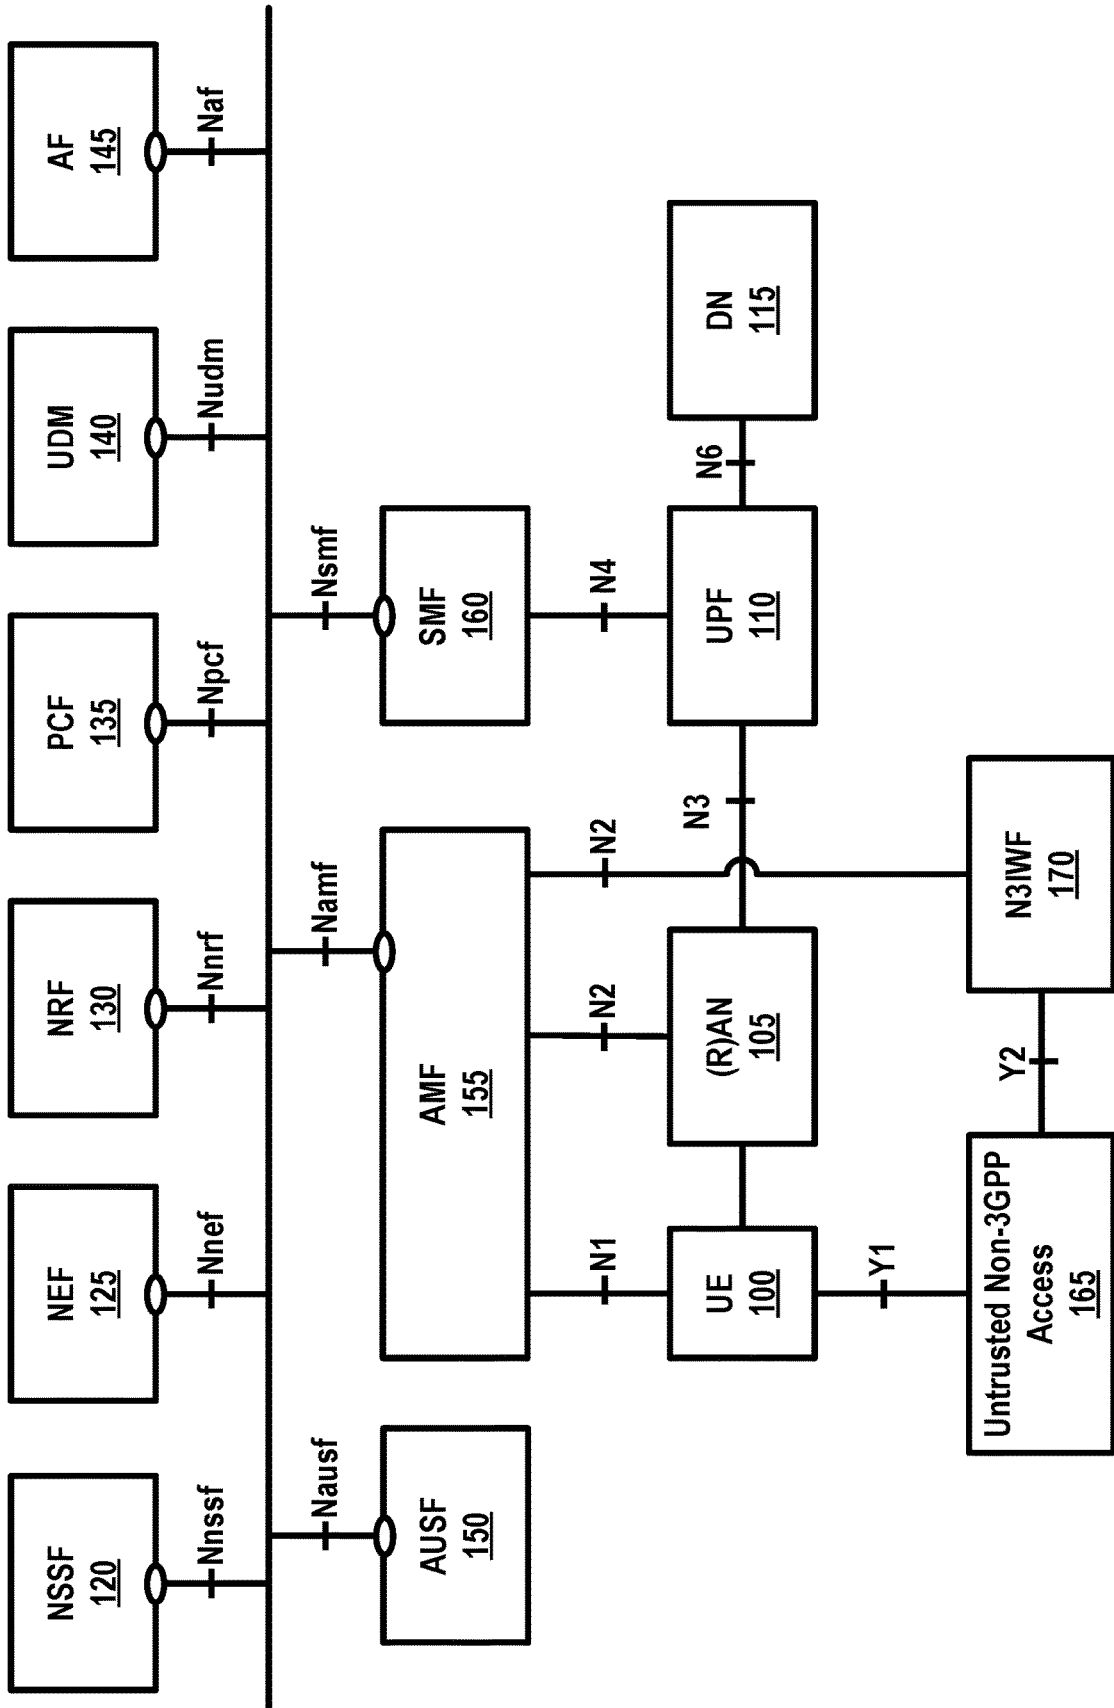 NSSF
120
NEF
125
NRF
130
PCF
135
UDM
140
AF
145
Nnssf
Nnef
Nnrf
Npcf
Nudm
Naf
Nausf
Namf
Nsmf
AUSF
150
AMF
155
SMF
160
N1
N2
N2
N4
UE
100
(R)AN
105
N3
UPF
110
N6
DN
115
Y1
Untrusted Non-3GPP
Access
165
Y2
N3IWF
170